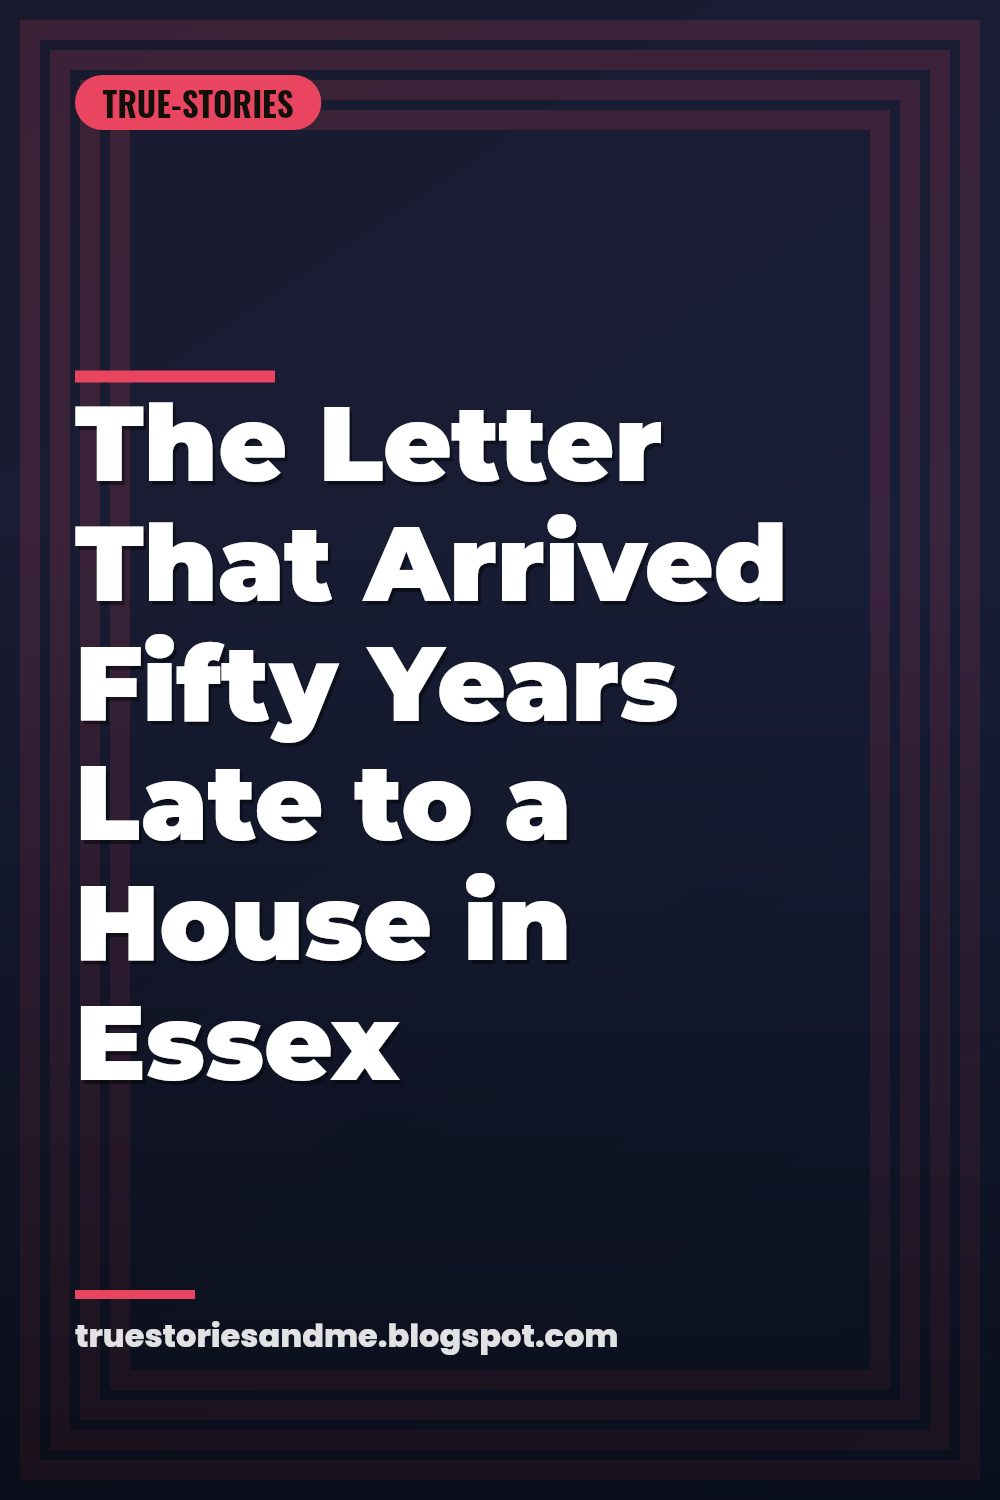 TRUE-STORIES
The Letter
That Arrived
Fifty Years
Late to a
House in
Essex
truestoriesandme.blogspot.com